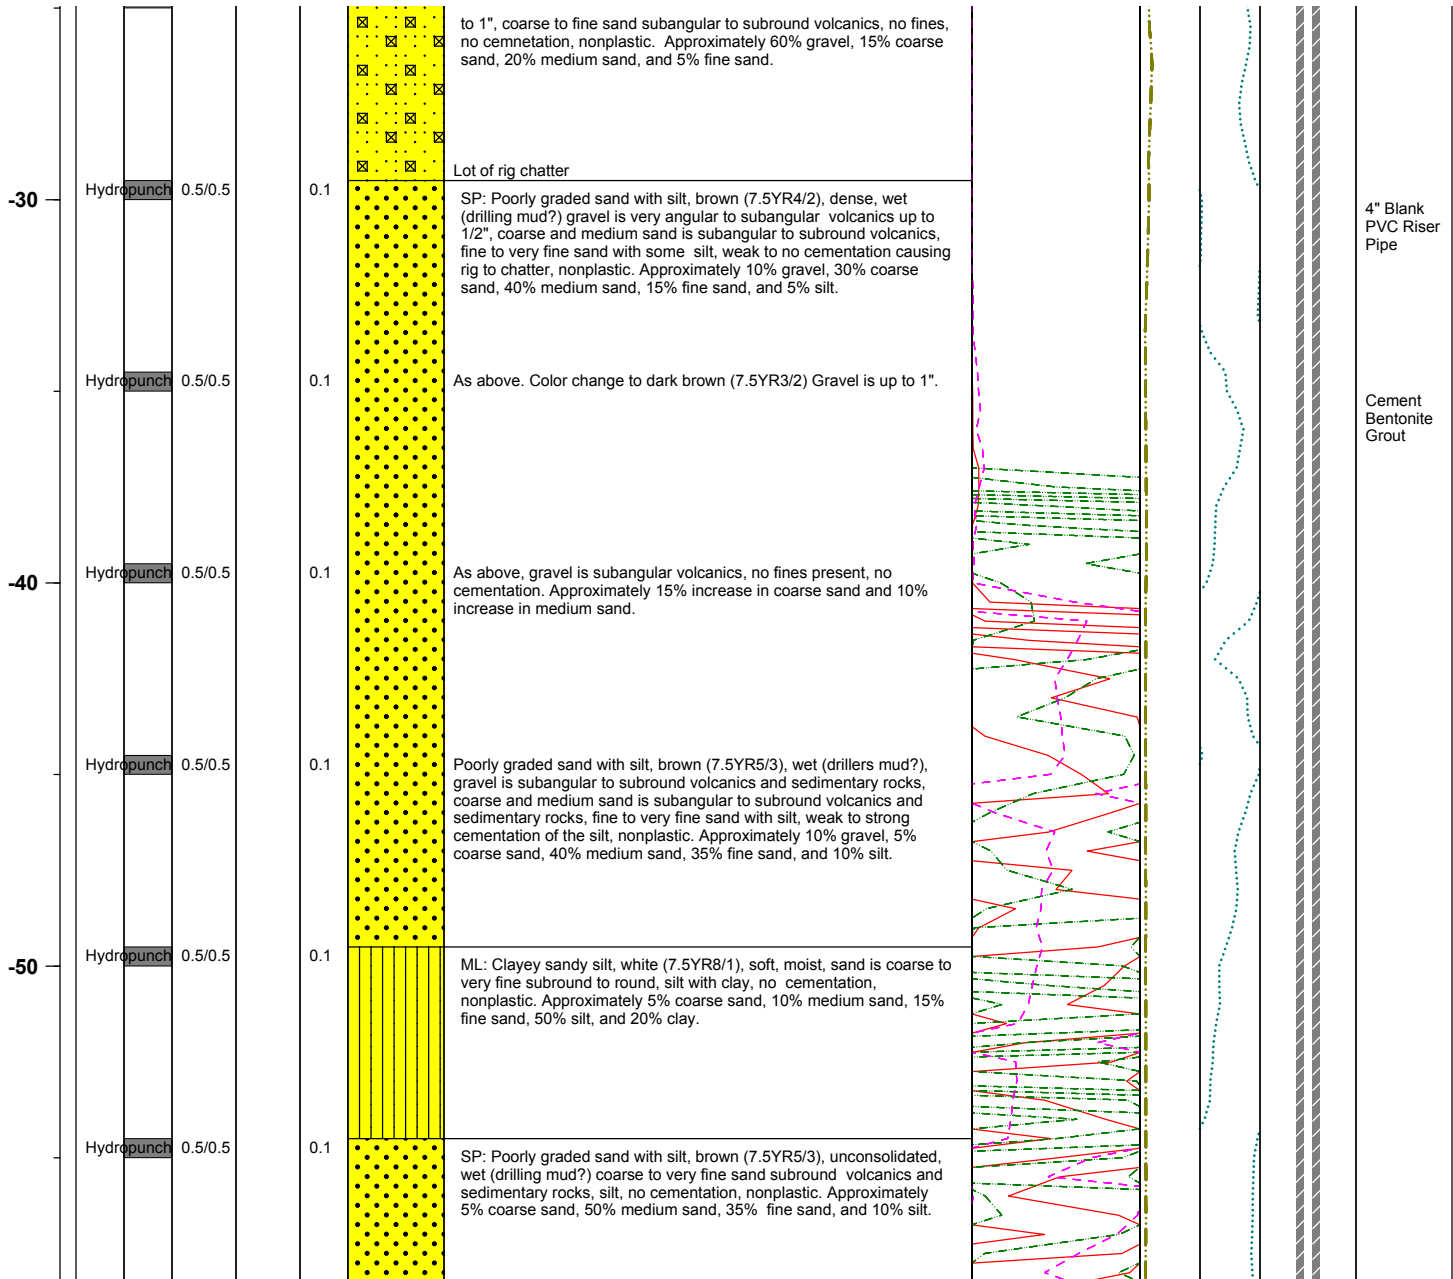 to 1", coarse to fine sand subangular to subround volcanics, no fines,
no cemnetation, nonplastic. Approximately 60% gravel, 15% coarse
sand, 20% medium sand, and 5% fine sand.
Lot of rig chatter
-30
Hydropunch 0.5/0.5 0.1
SP: Poorly graded sand with silt, brown (7.5YR4/2), dense, wet
(drilling mud?) gravel is very angular to subangular volcanics up to
1/2", coarse and medium sand is subangular to subround volcanics,
fine to very fine sand with some silt, weak to no cementation causing
rig to chatter, nonplastic. Approximately 10% gravel, 30% coarse
sand, 40% medium sand, 15% fine sand, and 5% silt.
4" Blank
PVC Riser
Pipe
Hydropunch 0.5/0.5 0.1
As above. Color change to dark brown (7.5YR3/2) Gravel is up to 1".
Cement
Bentonite
Grout
-40
Hydropunch 0.5/0.5 0.1
As above, gravel is subangular volcanics, no fines present, no
cementation. Approximately 15% increase in coarse sand and 10%
increase in medium sand.
Hydropunch 0.5/0.5 0.1
Poorly graded sand with silt, brown (7.5YR5/3), wet (drillers mud?),
gravel is subangular to subround volcanics and sedimentary rocks,
coarse and medium sand is subangular to subround volcanics and
sedimentary rocks, fine to very fine sand with silt, weak to strong
cementation of the silt, nonplastic. Approximately 10% gravel, 5%
coarse sand, 40% medium sand, 35% fine sand, and 10% silt.
-50
Hydropunch 0.5/0.5 0.1
ML: Clayey sandy silt, white (7.5YR8/1), soft, moist, sand is coarse to
very fine subround to round, silt with clay, no cementation,
nonplastic. Approximately 5% coarse sand, 10% medium sand, 15%
fine sand, 50% silt, and 20% clay.
Hydropunch 0.5/0.5 0.1
SP: Poorly graded sand with silt, brown (7.5YR5/3), unconsolidated,
wet (drilling mud?) coarse to very fine sand subround volcanics and
sedimentary rocks, silt, no cementation, nonplastic. Approximately
5% coarse sand, 50% medium sand, 35% fine sand, and 10% silt.